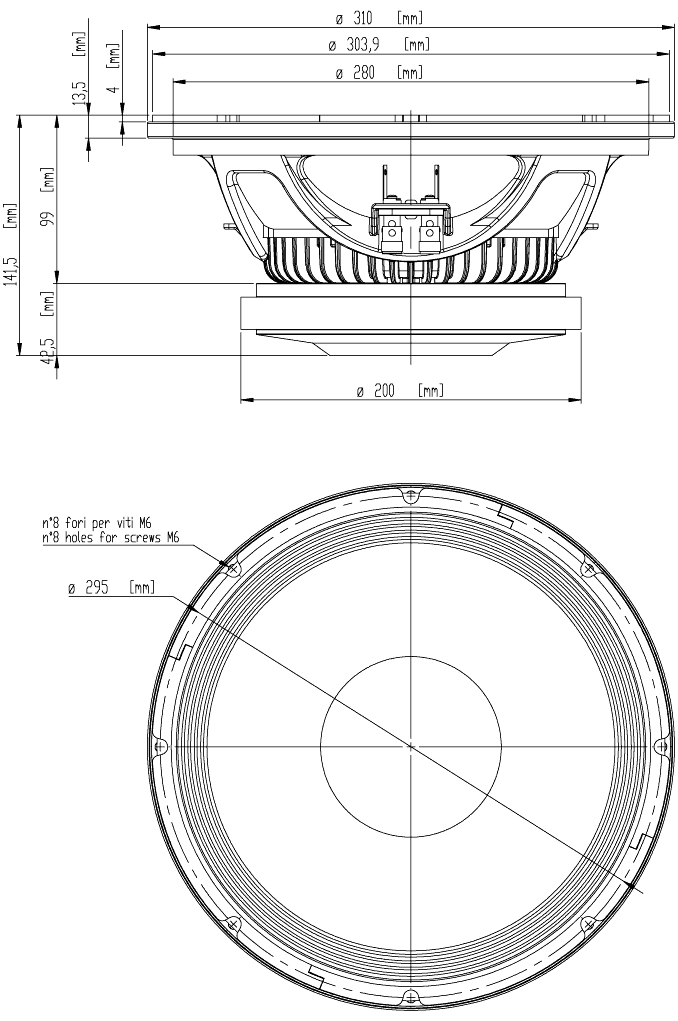 ø 310 [mm]
ø 303,9 [mm]
ø 280 [mm]
13,5 [mm]
4 [mm]
99 [mm]
141,5 [mm]
42,5 [mm]
ø 200 [mm]
n°8 fori per viti M6
n°8 holes for screws M6
ø 295 [mm]